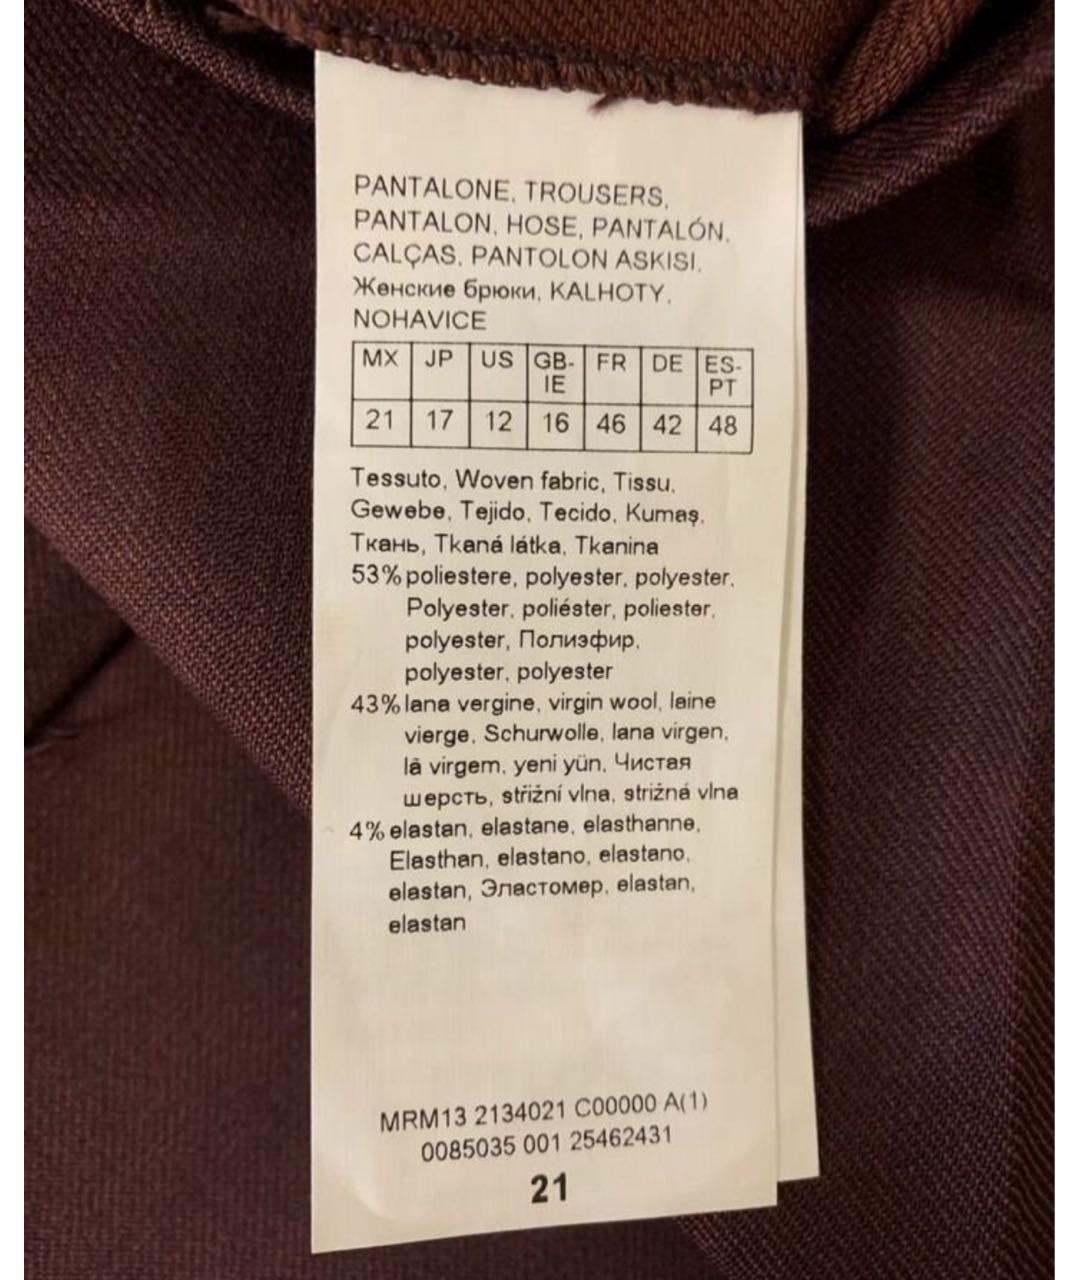 PANTALONE, TROUSERS,
PANTALON, HOSE, PANTALÓN,
CALÇAS, PANTOLON ASKISI,
Женские брюки, KALHOTY,
NOHAVICE
MX JP US GB-IE FR DE ES-PT
21 17 12 16 46 42 48
Tessuto, Woven fabric, Tissu,
Gewebe, Tejido, Tecido, Kumaş,
Ткань, Tkaná látka, Tkanina
53% poliestere, polyester, polyester,
Polyester, poliéster, poliester,
polyester, Полиэфир,
polyester, polyester
43% lana vergine, virgin wool, laine
vierge, Schurwolle, lana virgen,
lã virgem, yeni yün, Чистая
шерсть, střižní vlna, strižná vlna
4% elastan, elastane, elasthanne,
Elasthan, elastano, elastano,
elastan, Эластомер, elastan,
elastan
MRM13 2134021 C00000 A(1)
0085035 001 25462431
21